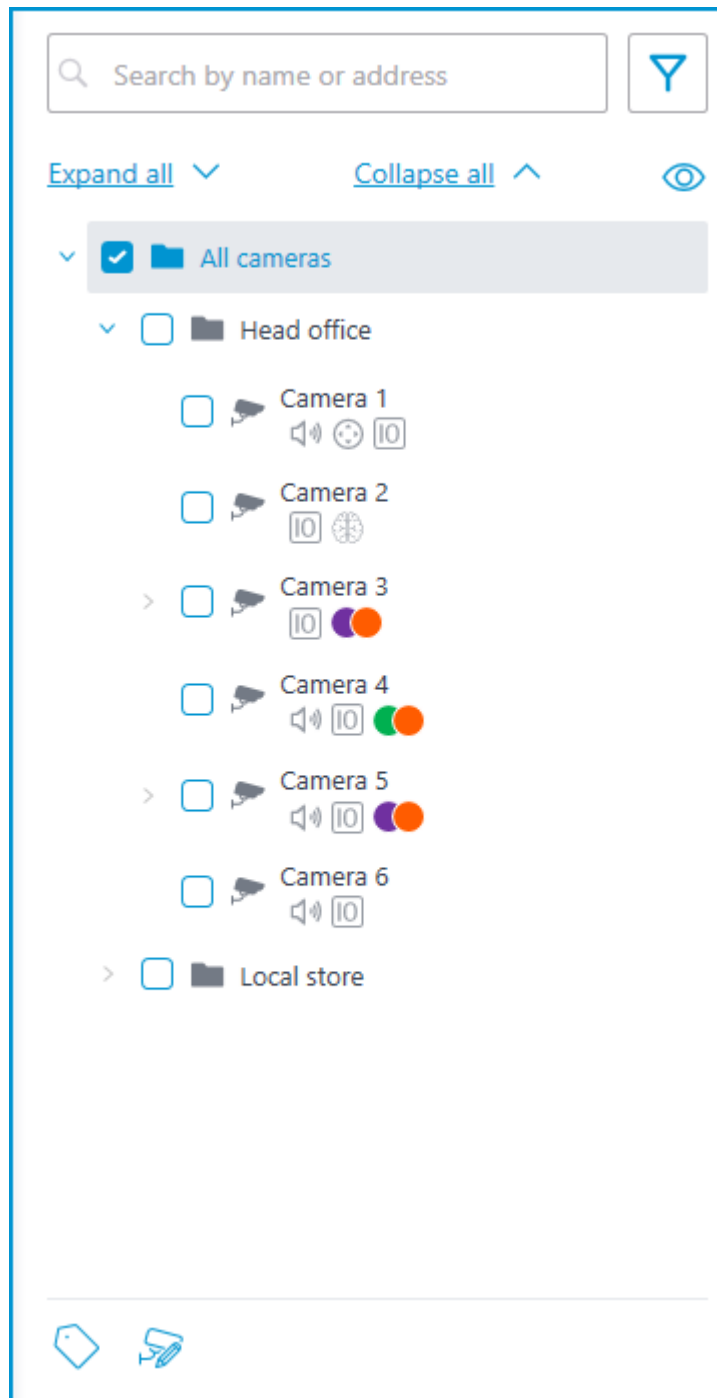 Search by name or address
Expand all Collapse all
All cameras
Head office
Camera 1
IO
Camera 2
IO
Camera 3
IO
Camera 4
IO
Camera 5
IO
Camera 6
IO
Local store